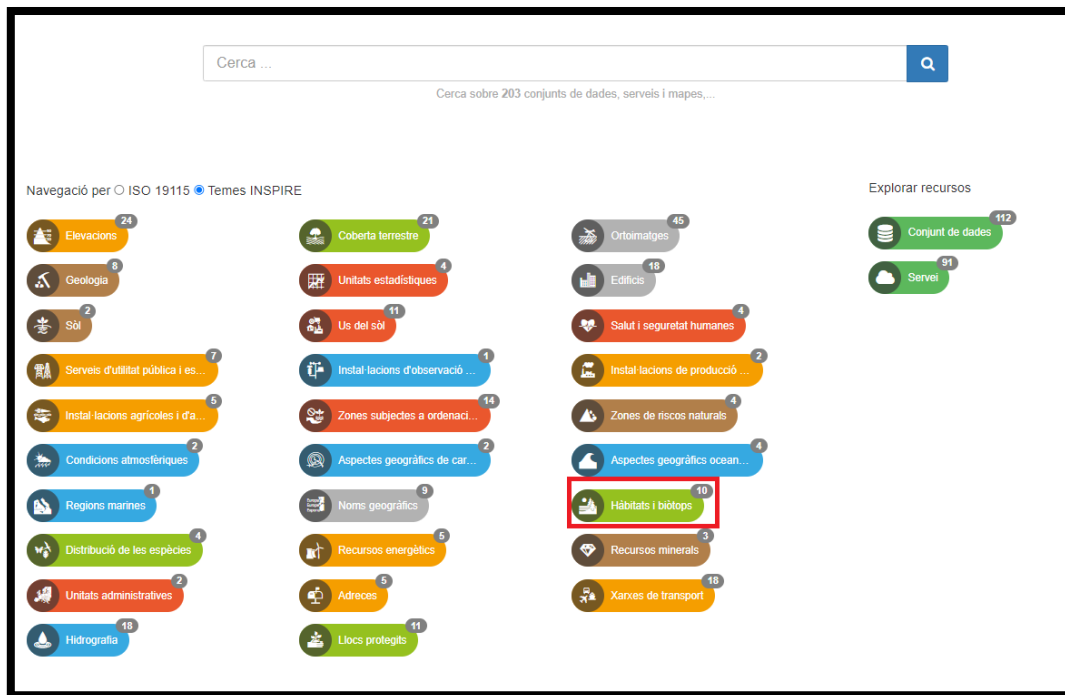 Cerca ...
Cerca sobre 203 conjunts de dades, serveis i mapes,...
Navegació per ISO 19115 Temes INSPIRE
Explorar recursos
Elevacions 24
Coberta terrestre 21
Ortoimatges 45
Conjunt de dades 112
Geologia 8
Unitats estadístiques 4
Edificis 18
Servei 91
Sòl 2
Us del sòl 11
Salut i seguretat humanes 4
Serveis d'utilitat pública i es... 7
Instal·lacions d'observació ... 1
Instal·lacions de producció ... 2
Instal·lacions agrícoles i d'a... 5
Zones subjectes a ordenaci... 14
Zones de riscos naturals 4
Condicions atmosfèriques 2
Aspectes geogràfics de car... 2
Aspectes geogràfics ocean... 4
Regions marines 1
Noms geogràfics 9
Hàbitats i biòtops 10
Distribució de les espècies 4
Recursos energètics 5
Recursos minerals 3
Unitats administratives 2
Adreces 5
Xarxes de transport 18
Hidrografia 18
Llocs protegits 11